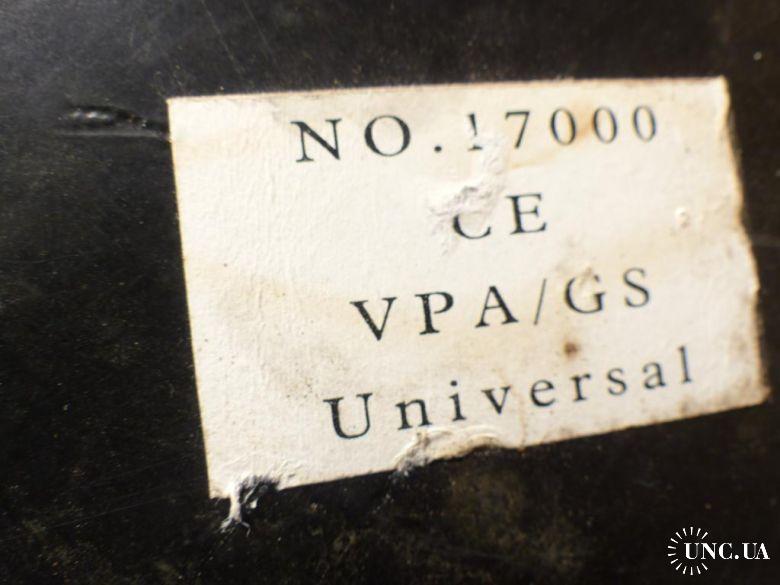 NO.17000
CE
VPA/GS
Universal
UNC.UA